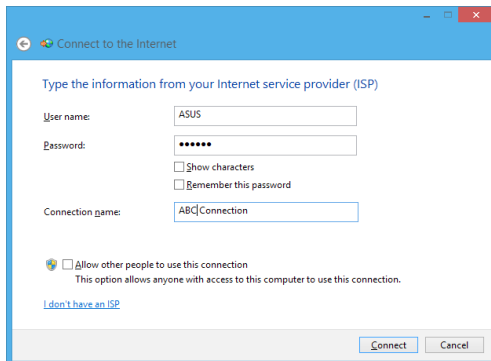 Connect to the Internet
Type the information from your Internet service provider (ISP)
User name:
ASUS
Password:
••••••
Show characters
Remember this password
Connection name:
ABC Connection
Allow other people to use this connection
This option allows anyone with access to this computer to use this connection.
I don't have an ISP
Connect Cancel